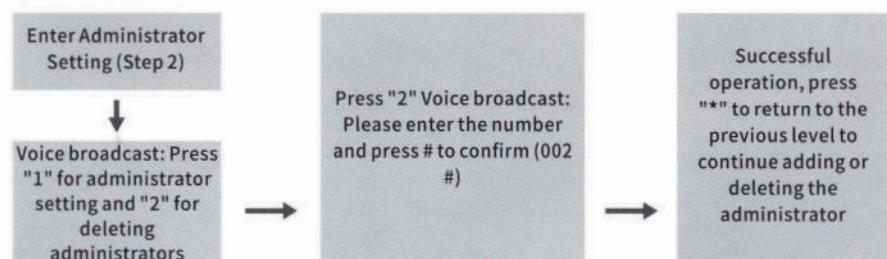 Enter Administrator
Setting (Step 2)
Voice broadcast: Press
"1" for administrator
setting and "2" for
deleting
administrators
Press "2" Voice broadcast:
Please enter the number
and press # to confirm (002
#)
Successful
operation, press
"*" to return to the
previous level to
continue adding or
deleting the
administrator